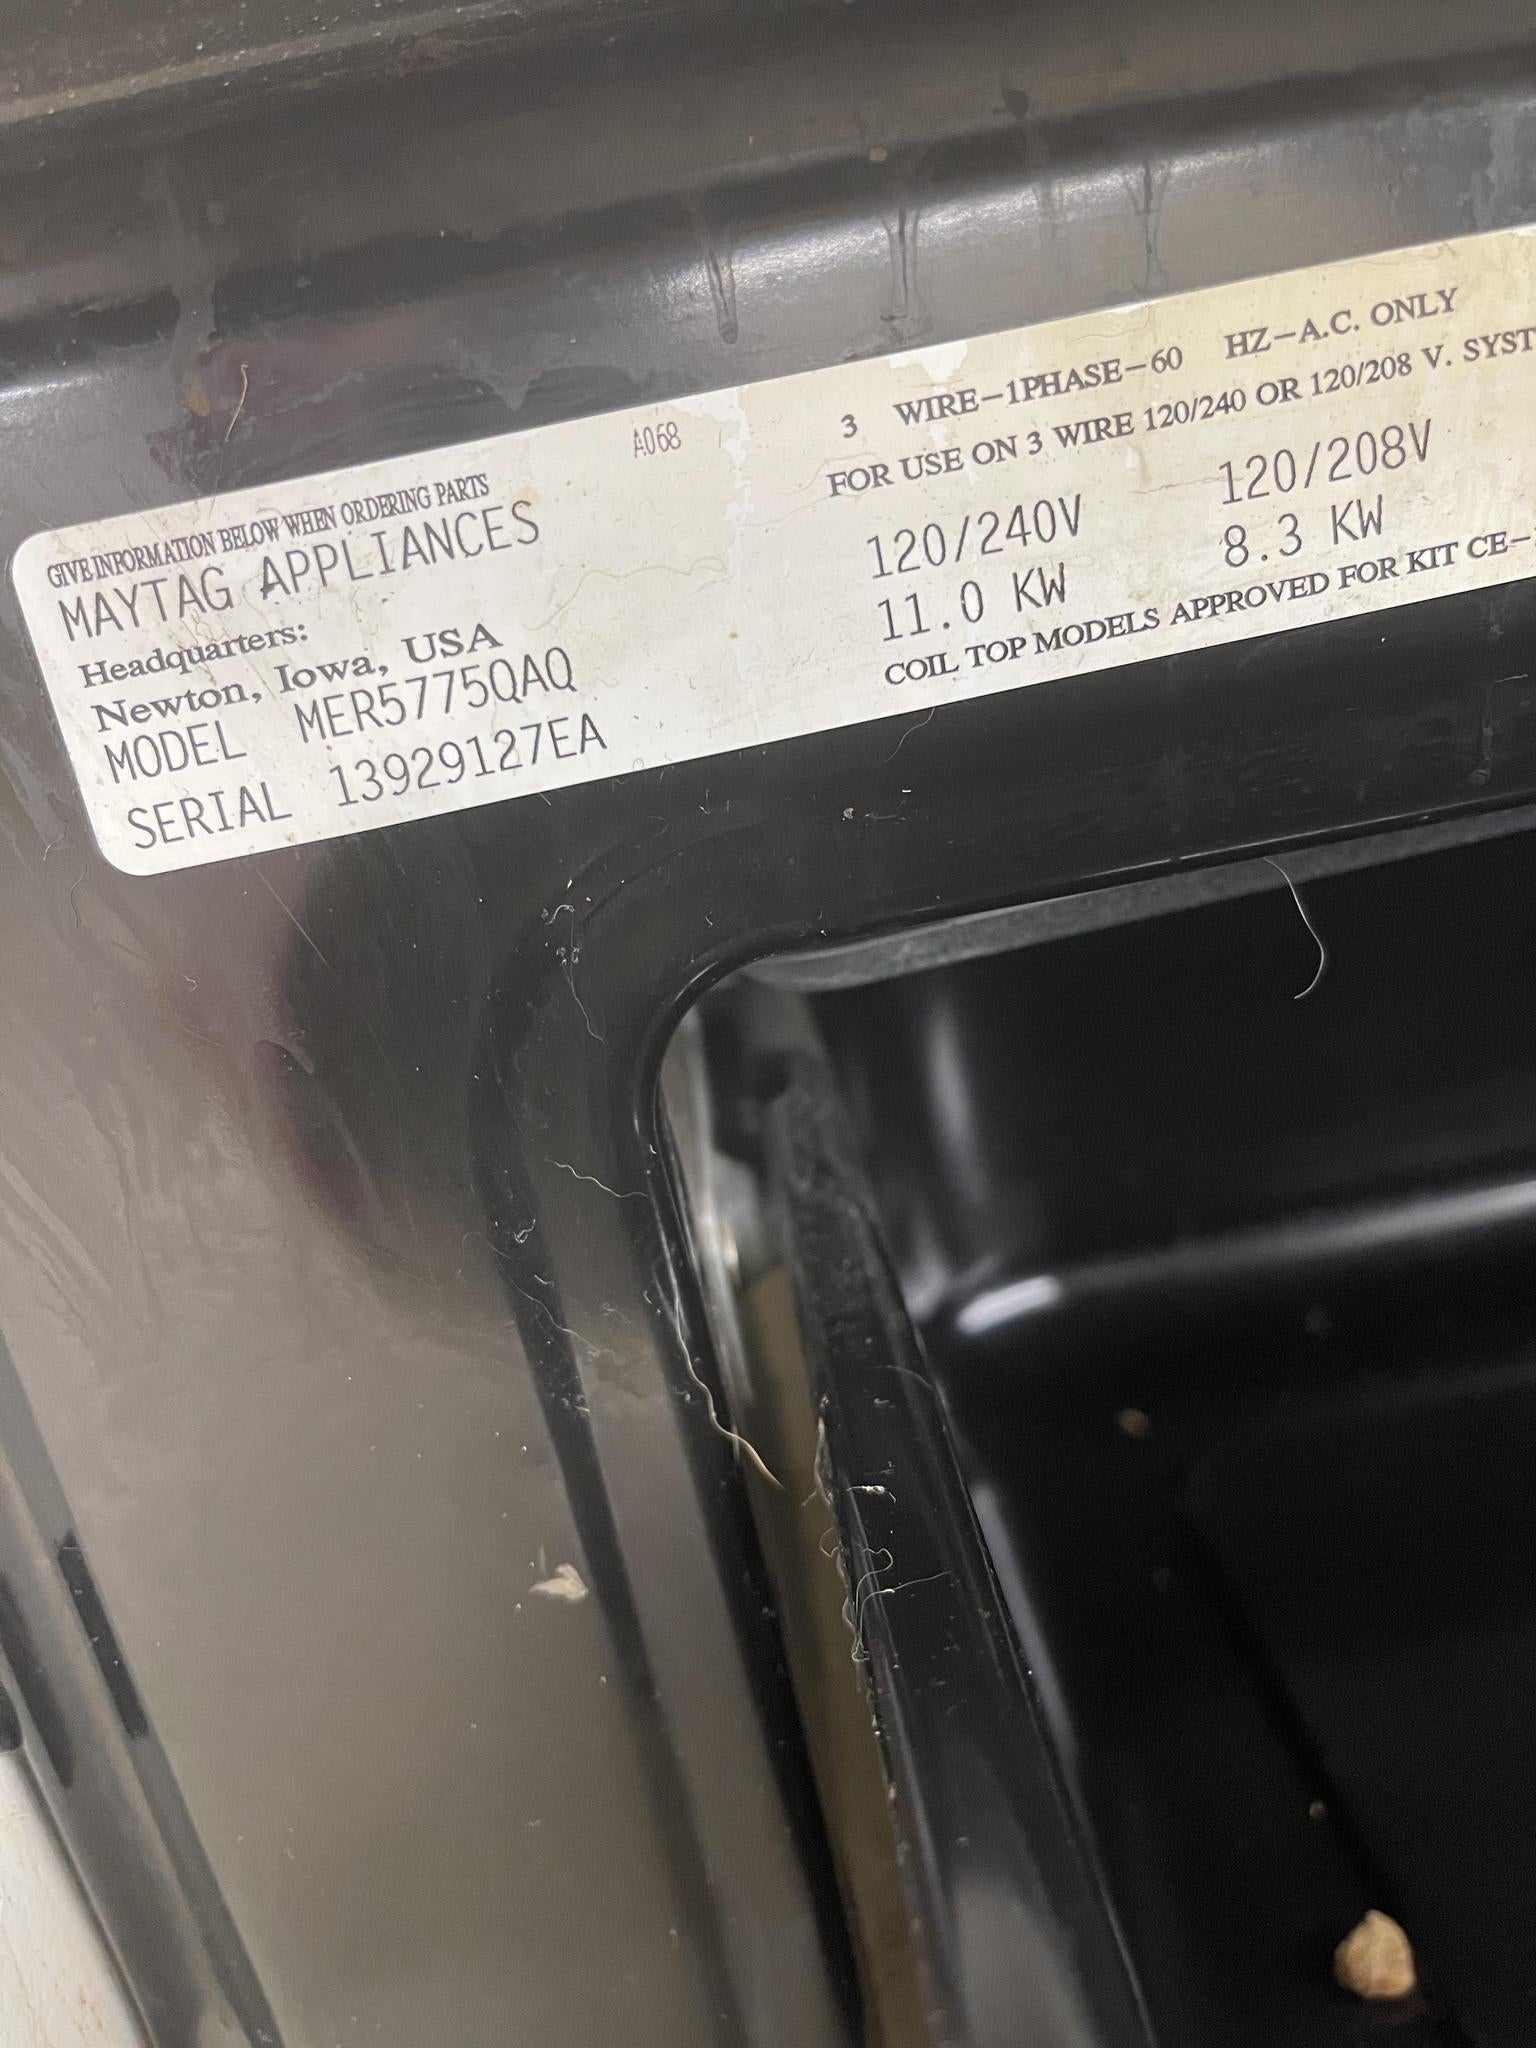 GIVE INFORMATION BELOW WHEN ORDERING PARTS
A068
MAYTAG APPLIANCES
Headquarters:
Newton, Iowa, USA
MODEL MER5775QAQ
SERIAL 13929127EA
3 WIRE-1PHASE-60 HZ-A.C. ONLY
FOR USE ON 3 WIRE 120/240 OR 120/208 V. SYST
120/240V 120/208V
11.0 KW 8.3 KW
COIL TOP MODELS APPROVED FOR KIT CE-